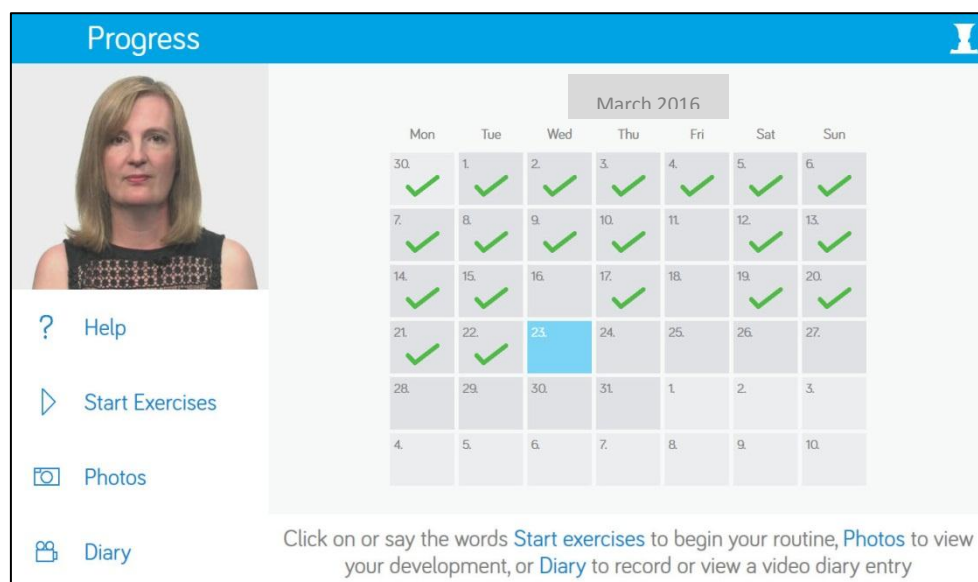 Progress
March 2016
Mon Tue Wed Thu Fri Sat Sun
30. 1. 2. 3. 4. 5. 6.
7. 8. 9. 10. 11. 12. 13.
14. 15. 16. 17. 18. 19. 20.
21. 22. 23. 24. 25. 26. 27.
28. 29. 30. 31. 1. 2. 3.
4. 5. 6. 7. 8. 9. 10.
? Help
Start Exercises
Photos
Diary
Click on or say the words Start exercises to begin your routine, Photos to view
your development, or Diary to record or view a video diary entry